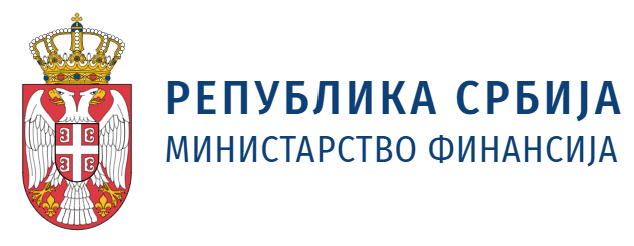 РЕПУБЛИКА СРБИЈА
МИНИСТАРСТВО ФИНАНСИЈА